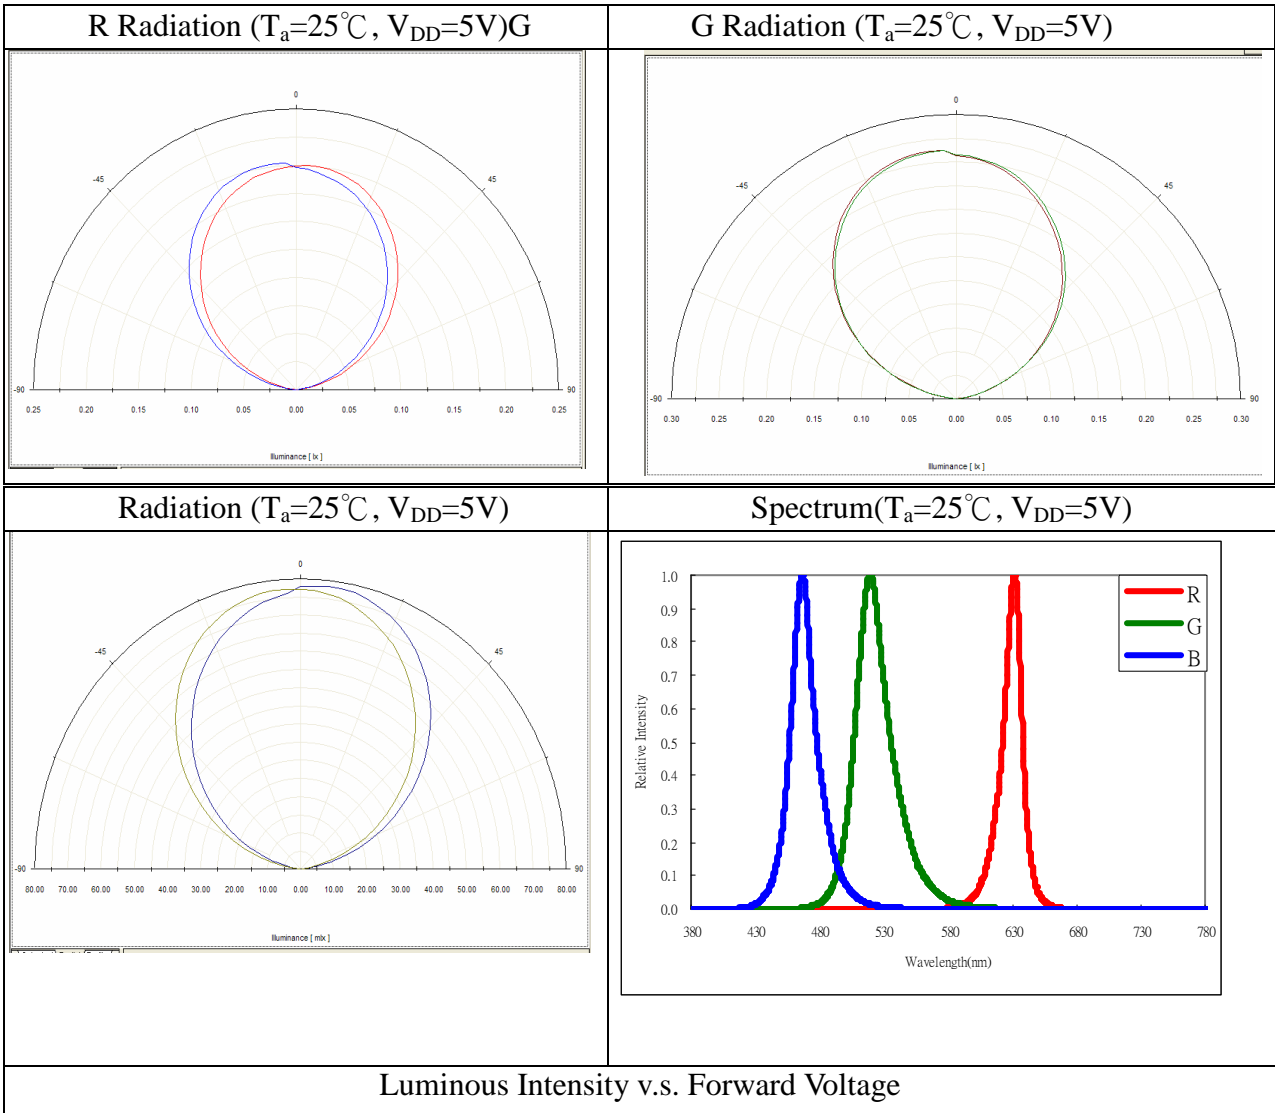 R Radiation (Ta=25℃, VDD=5V)G
G Radiation (Ta=25℃, VDD=5V)
0
-45
45
-90
90
0.25 0.20 0.15 0.10 0.05 0.00 0.05 0.10 0.15 0.20 0.25
Illuminance [ lx ]
0
-45
45
-90
90
0.30 0.25 0.20 0.15 0.10 0.05 0.00 0.05 0.10 0.15 0.20 0.25 0.30
Illuminance [ lx ]
Radiation (Ta=25℃, VDD=5V)
Spectrum(Ta=25℃, VDD=5V)
0
-45
45
-90
90
80.00 70.00 60.00 50.00 40.00 30.00 20.00 10.00 0.00 10.00 20.00 30.00 40.00 50.00 60.00 70.00 80.00
Illuminance [ mlx ]
1.0
0.9
0.8
0.7
0.6
0.5
0.4
0.3
0.2
0.1
0.0
Relative Intensity
R
G
B
380 430 480 530 580 630 680 730 780
Wavelength(nm)
Luminous Intensity v.s. Forward Voltage